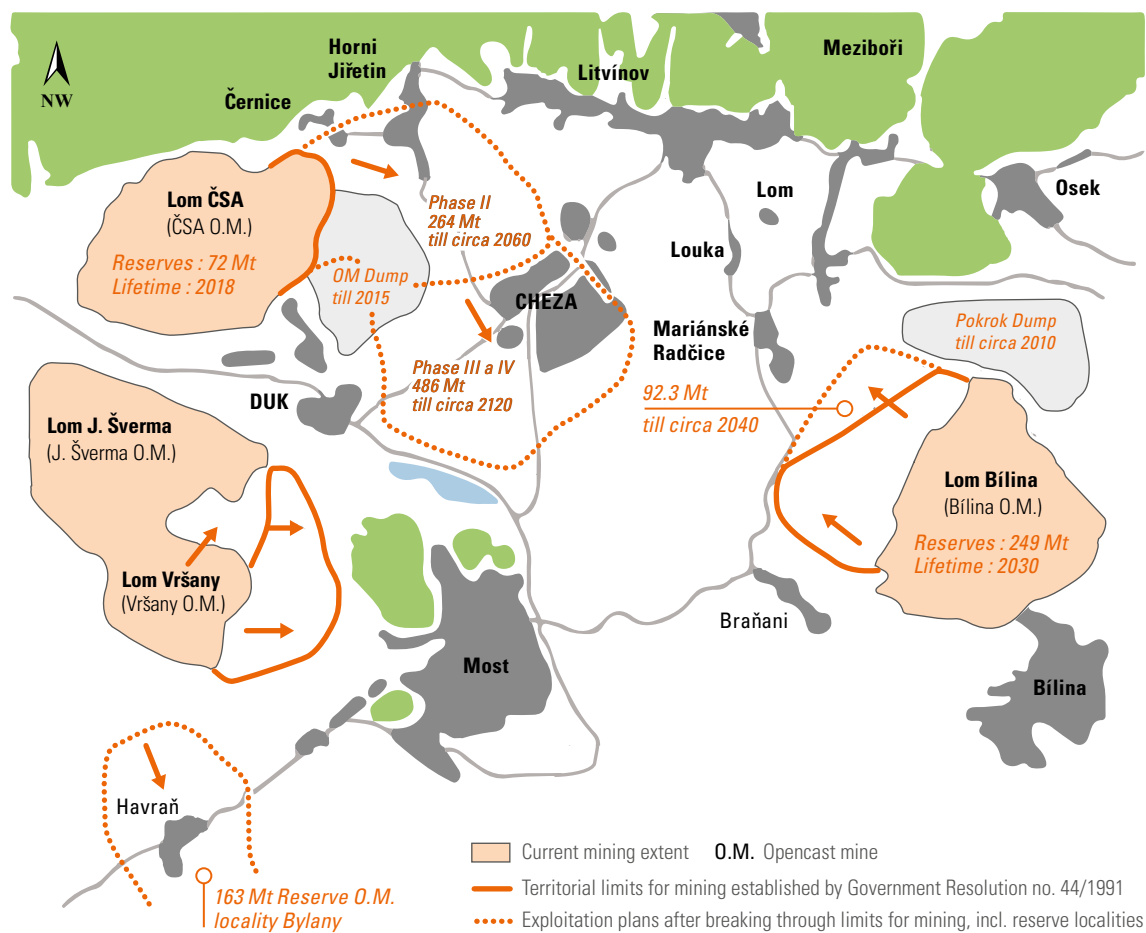 Horni
Jiřetin
Litvínov
Meziboři
NW
Černice
Lom ČSA
(ČSA O.M.)
Reserves : 72 Mt
Lifetime : 2018
Phase II
264 Mt
till circa 2060
OM Dump
till 2015
CHEZA
Lom
Louka
Osek
Mariánské
Radčice
Pokrok Dump
till circa 2010
Phase III a IV
486 Mt
till circa 2120
92.3 Mt
till circa 2040
DUK
Lom J. Šverma
(J. Šverma O.M.)
Lom Vršany
(Vršany O.M.)
Lom Bílina
(Bílina O.M.)
Reserves : 249 Mt
Lifetime : 2030
Braňani
Most
Bílina
Havraň
163 Mt Reserve O.M.
locality Bylany
Current mining extent
O.M. Opencast mine
Territorial limits for mining established by Government Resolution no. 44/1991
Exploitation plans after breaking through limits for mining, incl. reserve localities